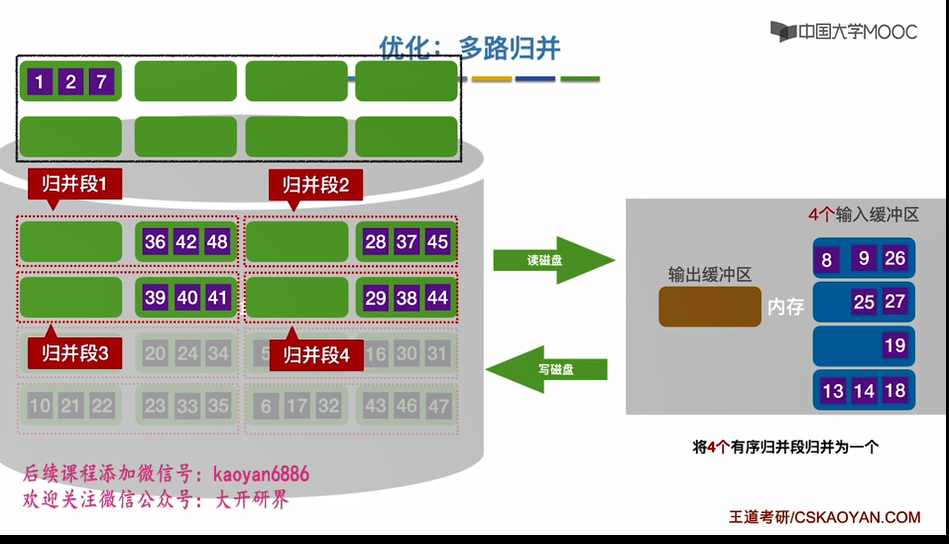 中国大学MOOC
优化：多路归并
1 2 7
归并段1
归并段2
36 42 48
28 37 45
39 40 41
29 38 44
归并段3
归并段4
20 24 34
5
16 30 31
10 21 22
23 33 35
6 17 32
43 46 47
读磁盘
写磁盘
4个输入缓冲区
输出缓冲区
内存
8 9 26
25 27
19
13 14 18
将4个有序归并段归并为一个
后续课程添加微信号：kaoyan6886
欢迎关注微信公众号：大开研界
王道考研/CSKAOYAN.COM